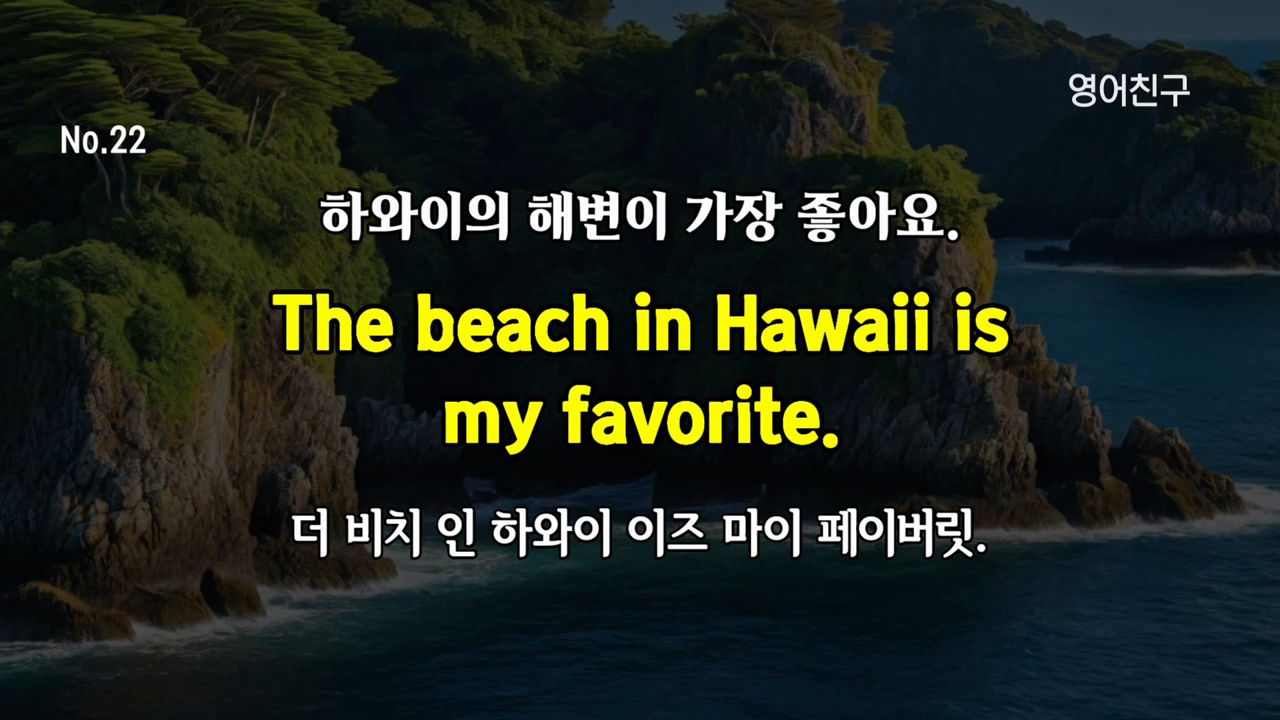 영어친구
No.22
하와이의 해변이 가장 좋아요.
The beach in Hawaii is
my favorite.
더 비치 인 하와이 이즈 마이 페이버릿.